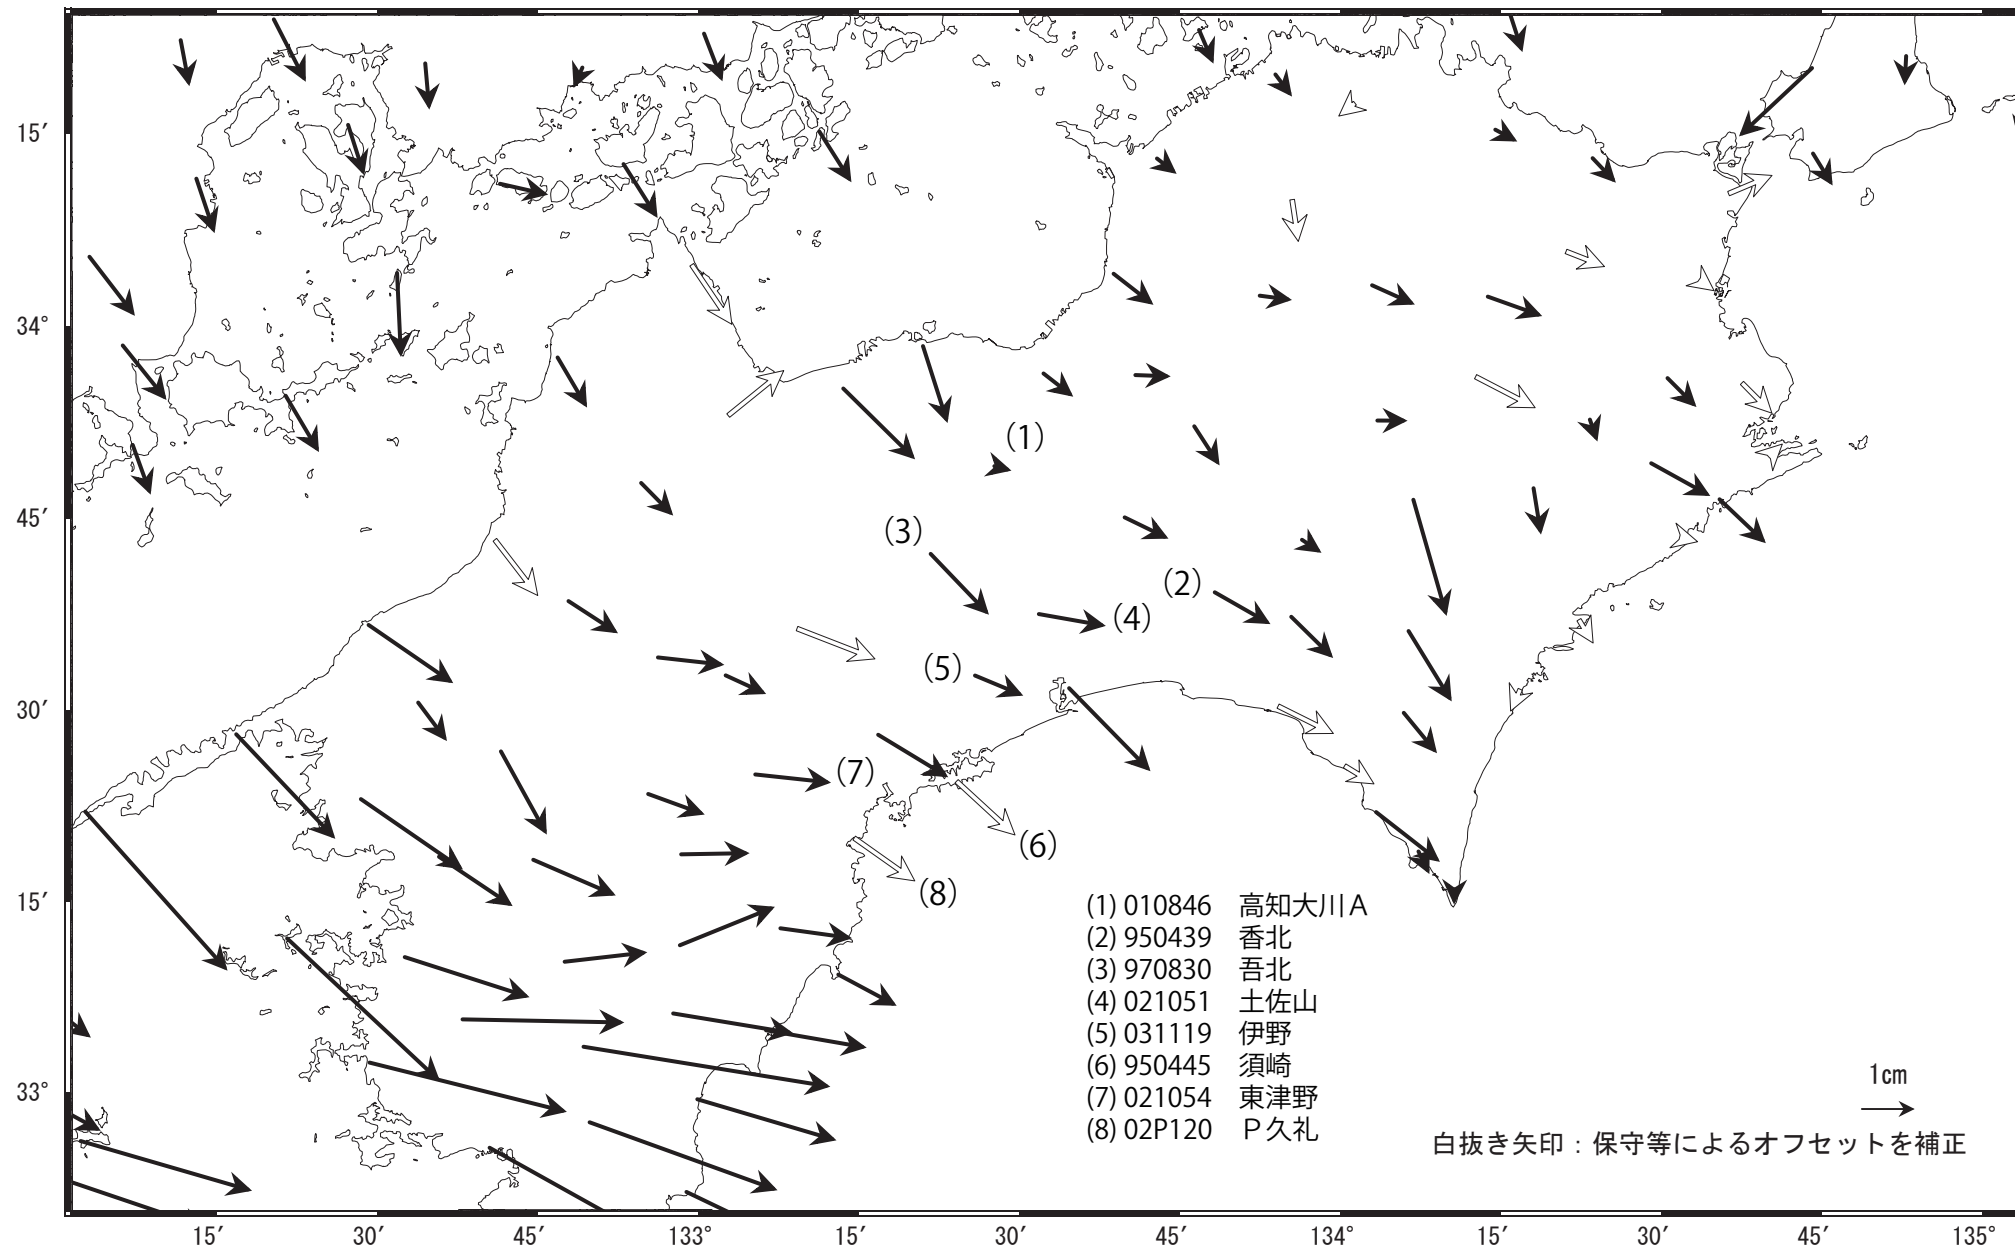 15′
34°
45′
30′
15′
33°
(1)
(3)
(2)
(4)
(5)
(7)
(6)
(8)
(1) 010846 高知大川A
(2) 950439 香北
(3) 970830 吾北
(4) 021051 土佐山
(5) 031119 伊野
(6) 950445 須崎
(7) 021054 東津野
(8) 02P120 P久礼
1cm
白抜き矢印：保守等によるオフセットを補正
15′ 30′ 45′ 133° 15′ 30′ 45′ 134° 15′ 30′ 45′ 135°